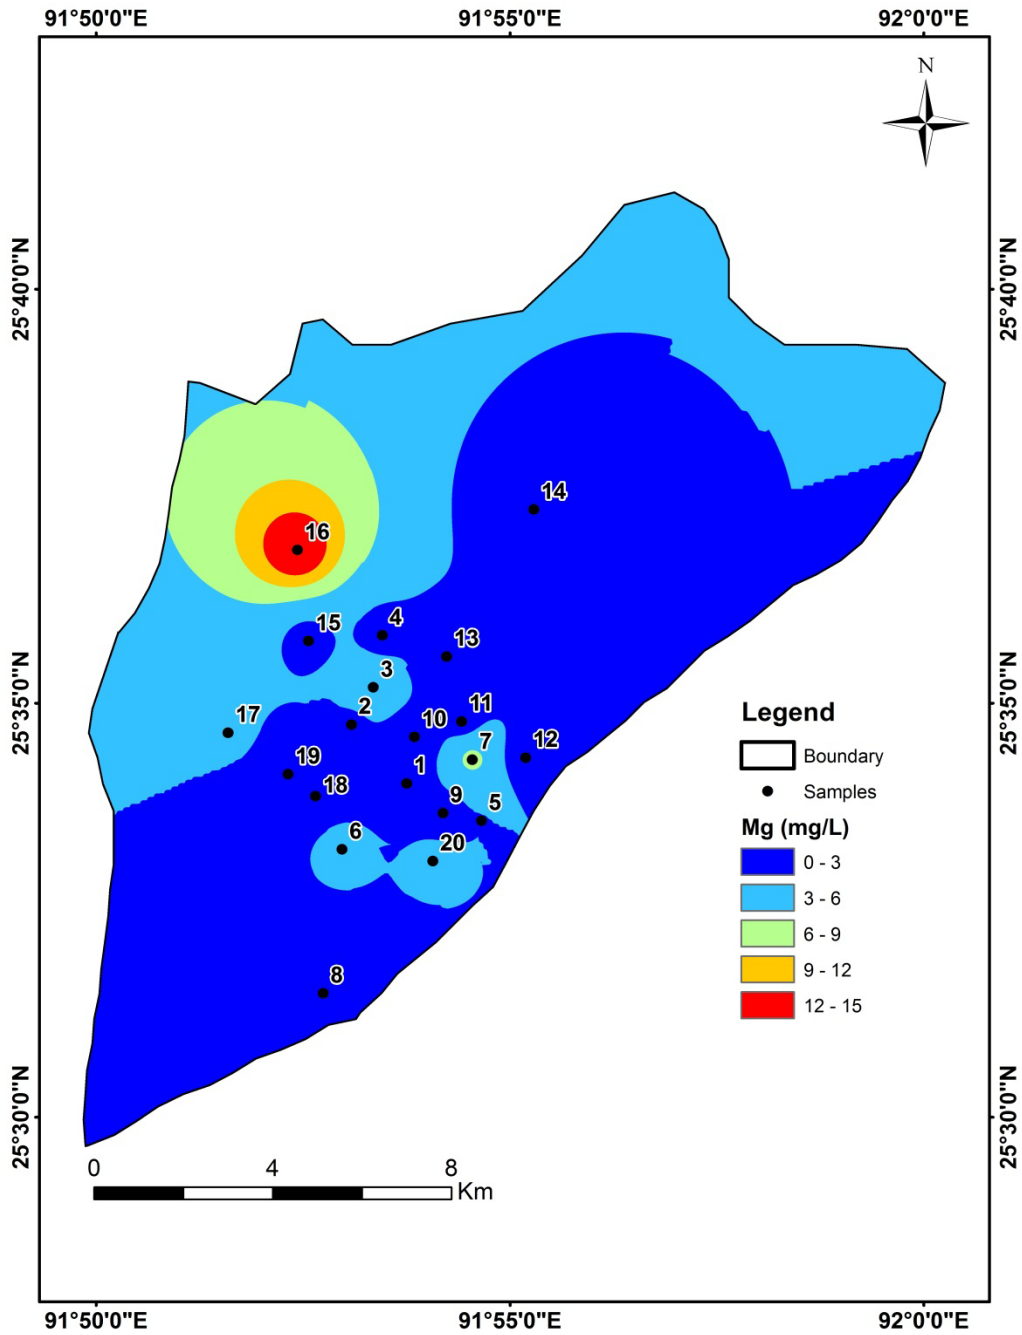 91°50'0"E 91°55'0"E 92°0'0"E
N
25°40'0"N 25°40'0"N
14
16
15
4
13
3
17
2
11
10
7
12
19
1
18
9
5
6
20
8
25°35'0"N 25°35'0"N
Legend
Boundary
Samples
Mg (mg/L)
0 - 3
3 - 6
6 - 9
9 - 12
12 - 15
25°30'0"N 25°30'0"N
0 4 8
Km
91°50'0"E 91°55'0"E 92°0'0"E